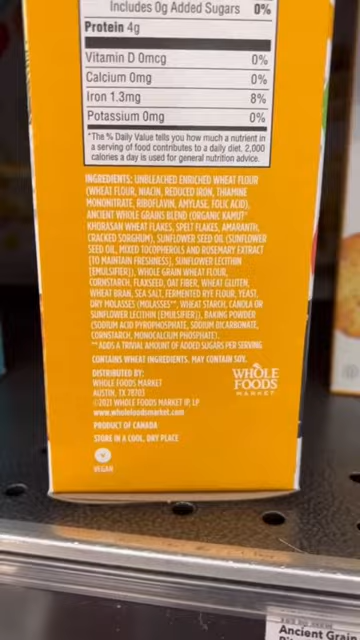 Includes 0g Added Sugars 0%
Protein 4g
Vitamin D 0mcg 0%
Calcium 0mg 0%
Iron 1.3mg 8%
Potassium 0mg 0%
*The % Daily Value tells you how much a nutrient in
a serving of food contributes to a daily diet. 2,000
calories a day is used for general nutrition advice.
INGREDIENTS: UNBLEACHED ENRICHED WHEAT FLOUR
(WHEAT FLOUR, NIACIN, REDUCED IRON, THIAMINE
MONONITRATE, RIBOFLAVIN, AMYLASE, FOLIC ACID),
ANCIENT WHOLE GRAINS BLEND (ORGANIC KAMUT®
KHORASAN WHEAT FLAKES, SPELT FLAKES, AMARANTH,
CRACKED SORGHUM), SUNFLOWER SEED OIL (SUNFLOWER
SEED OIL, MIXED TOCOPHEROLS AND ROSEMARY EXTRACT
[TO MAINTAIN FRESHNESS], SUNFLOWER LECITHIN
[EMULSIFIER]), WHOLE GRAIN WHEAT FLOUR,
CORNSTARCH, FLAXSEED, OAT FIBER, WHEAT GLUTEN,
WHEAT BRAN, SEA SALT, FERMENTED RYE FLOUR, YEAST,
DRY MOLASSES (MOLASSES**, WHEAT STARCH, CANOLA OR
SUNFLOWER LECITHIN [EMULSIFIER]), BAKING POWDER
(SODIUM ACID PYROPHOSPHATE, SODIUM BICARBONATE,
CORNSTARCH, MONOCALCIUM PHOSPHATE).
**ADDS A TRIVIAL AMOUNT OF ADDED SUGARS PER SERVING
CONTAINS WHEAT INGREDIENTS. MAY CONTAIN SOY.
DISTRIBUTED BY:
WHOLE FOODS MARKET
AUSTIN, TX 78703
©2021 WHOLE FOODS MARKET IP, LP
www.wholefoodsmarket.com
PRODUCT OF CANADA
STORE IN A COOL, DRY PLACE
WHOLE
FOODS
MARKET
V
VEGAN
Ancient Grain